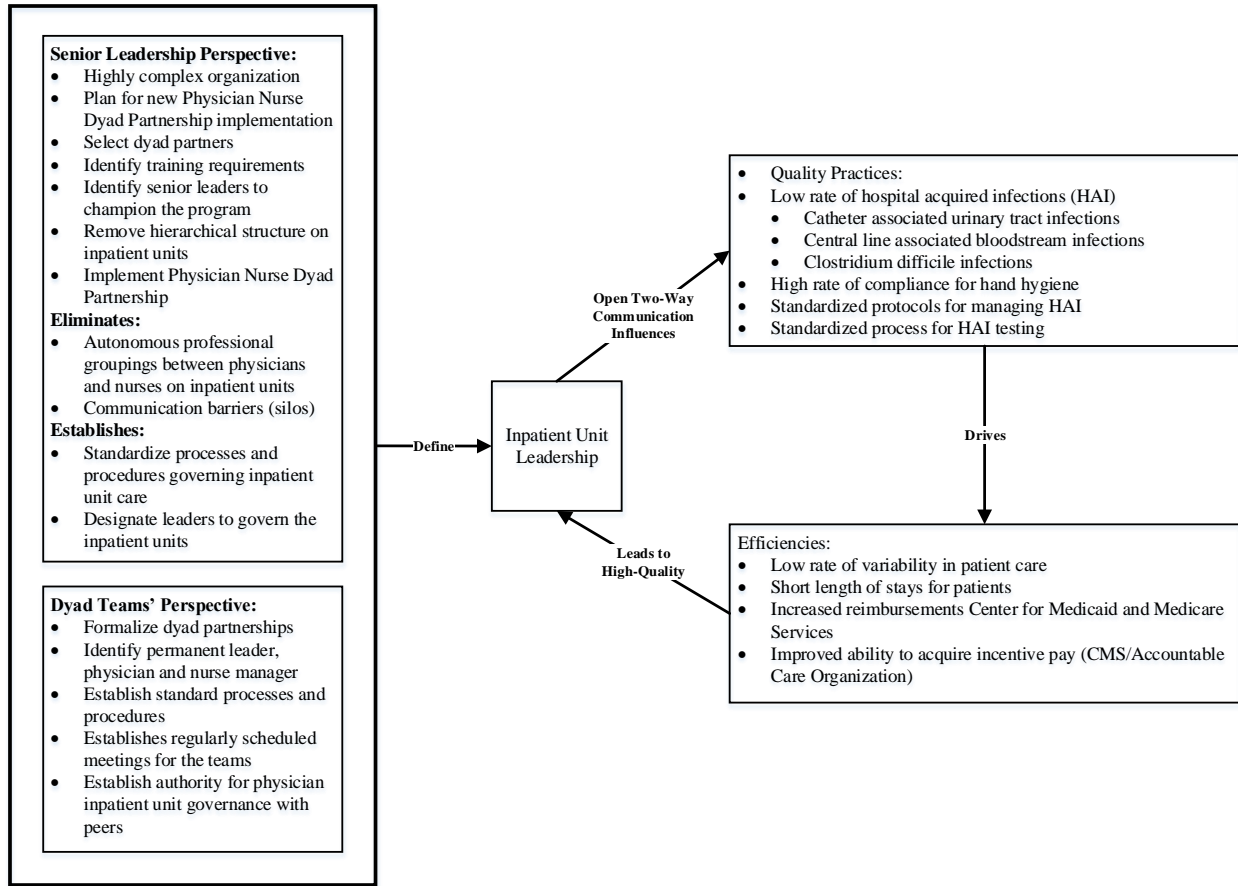 Senior Leadership Perspective:
• Highly complex organization
• Plan for new Physician Nurse
Dyad Partnership implementation
• Select dyad partners
• Identify training requirements
• Identify senior leaders to
champion the program
• Remove hierarchical structure on
inpatient units
• Implement Physician Nurse Dyad
Partnership
Eliminates:
• Autonomous professional
groupings between physicians
and nurses on inpatient units
• Communication barriers (silos)
Establishes:
• Standardize processes and
procedures governing inpatient
unit care
• Designate leaders to govern the
inpatient units
Dyad Teams’ Perspective:
• Formalize dyad partnerships
• Identify permanent leader,
physician and nurse manager
• Establish standard processes and
procedures
• Establishes regularly scheduled
meetings for the teams
• Establish authority for physician
inpatient unit governance with
peers
Define
Inpatient Unit
Leadership
Open Two-Way
Communication
Influences
• Quality Practices:
• Low rate of hospital acquired infections (HAI)
• Catheter associated urinary tract infections
• Central line associated bloodstream infections
• Clostridium difficile infections
• High rate of compliance for hand hygiene
• Standardized protocols for managing HAI
• Standardized process for HAI testing
Drives
Efficiencies:
• Low rate of variability in patient care
• Short length of stays for patients
• Increased reimbursements Center for Medicaid and Medicare
Services
• Improved ability to acquire incentive pay (CMS/Accountable
Care Organization)
Leads to
High-Quality